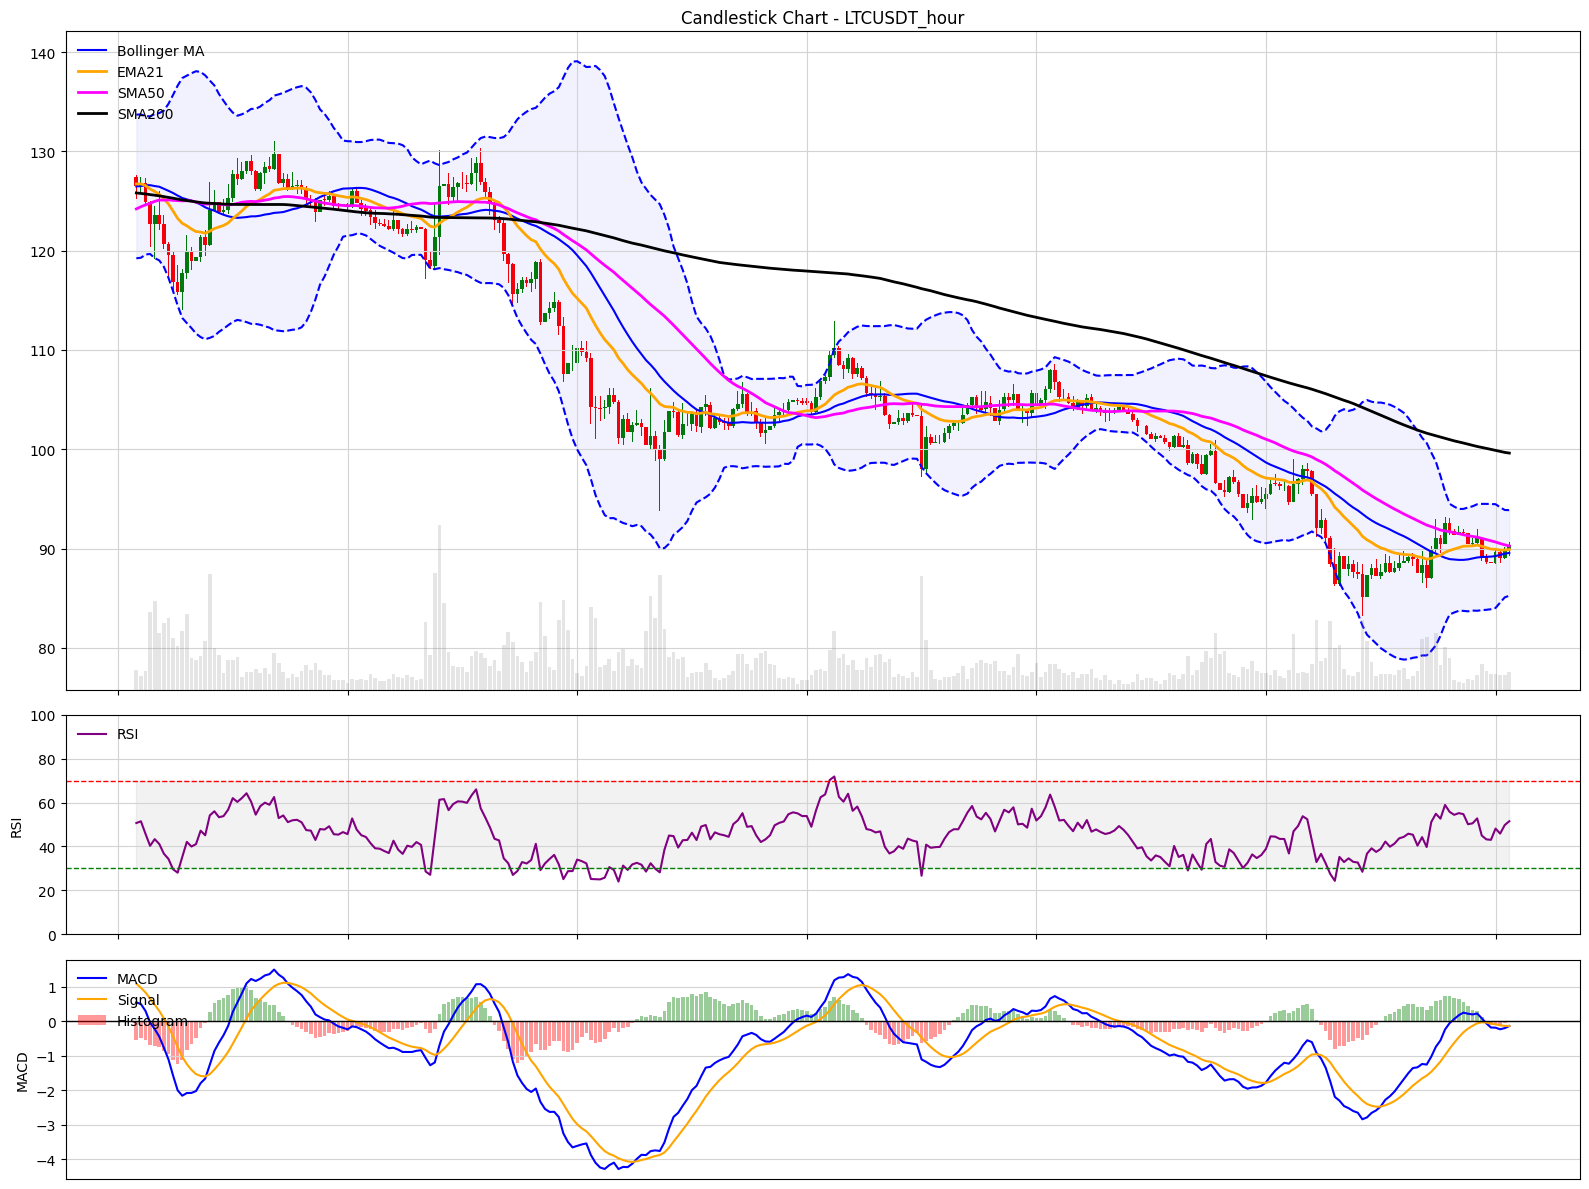 Candlestick Chart - LTCUSDT_hour
140
130
120
110
100
90
80
Bollinger MA
EMA21
SMA50
SMA200
100
80
60
40
20
0
RSI
RSI
1
0
−1
−2
−3
−4
MACD
MACD
Signal
Histogram